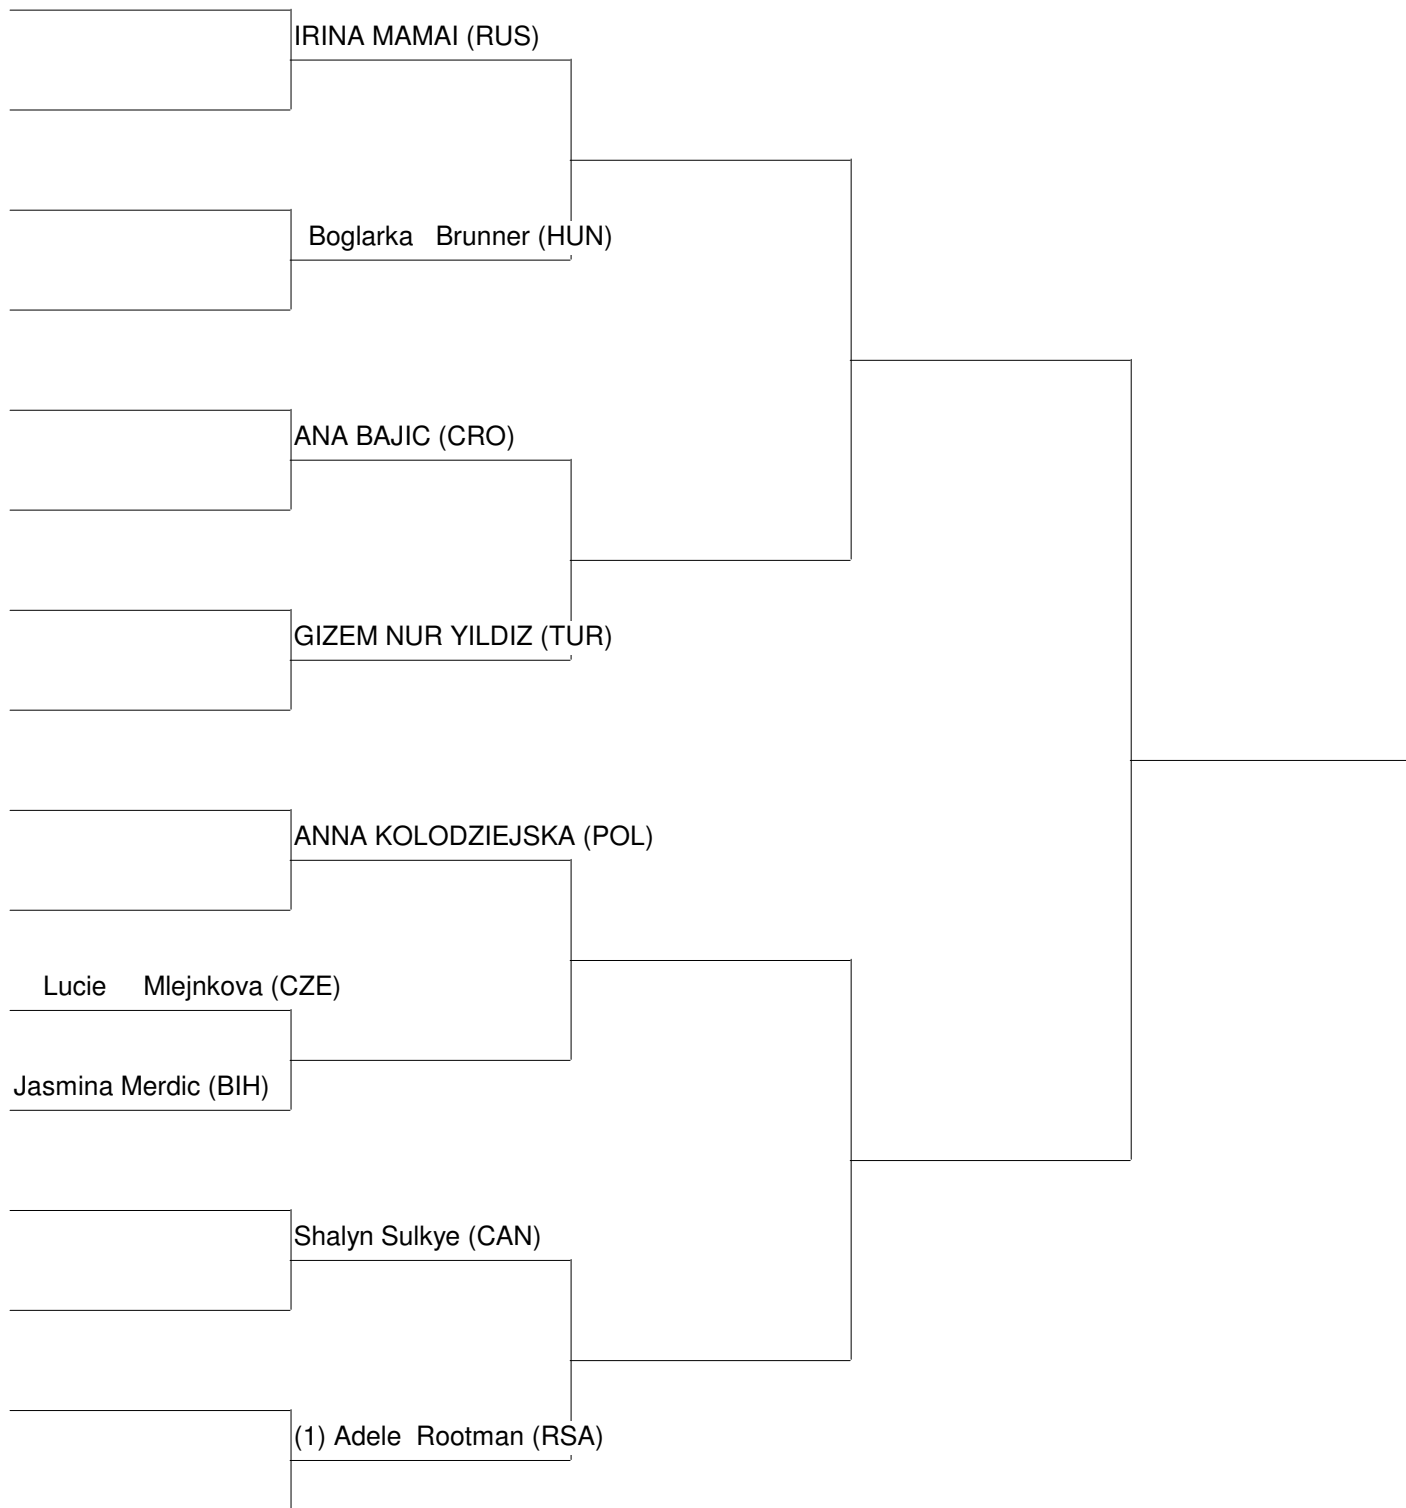 IRINA MAMAI (RUS)
Boglarka Brunner (HUN)
ANA BAJIC (CRO)
GIZEM NUR YILDIZ (TUR)
ANNA KOLODZIEJSKA (POL)
Lucie Mlejnkova (CZE)
Jasmina Merdic (BIH)
Shalyn Sulkye (CAN)
(1) Adele Rootman (RSA)